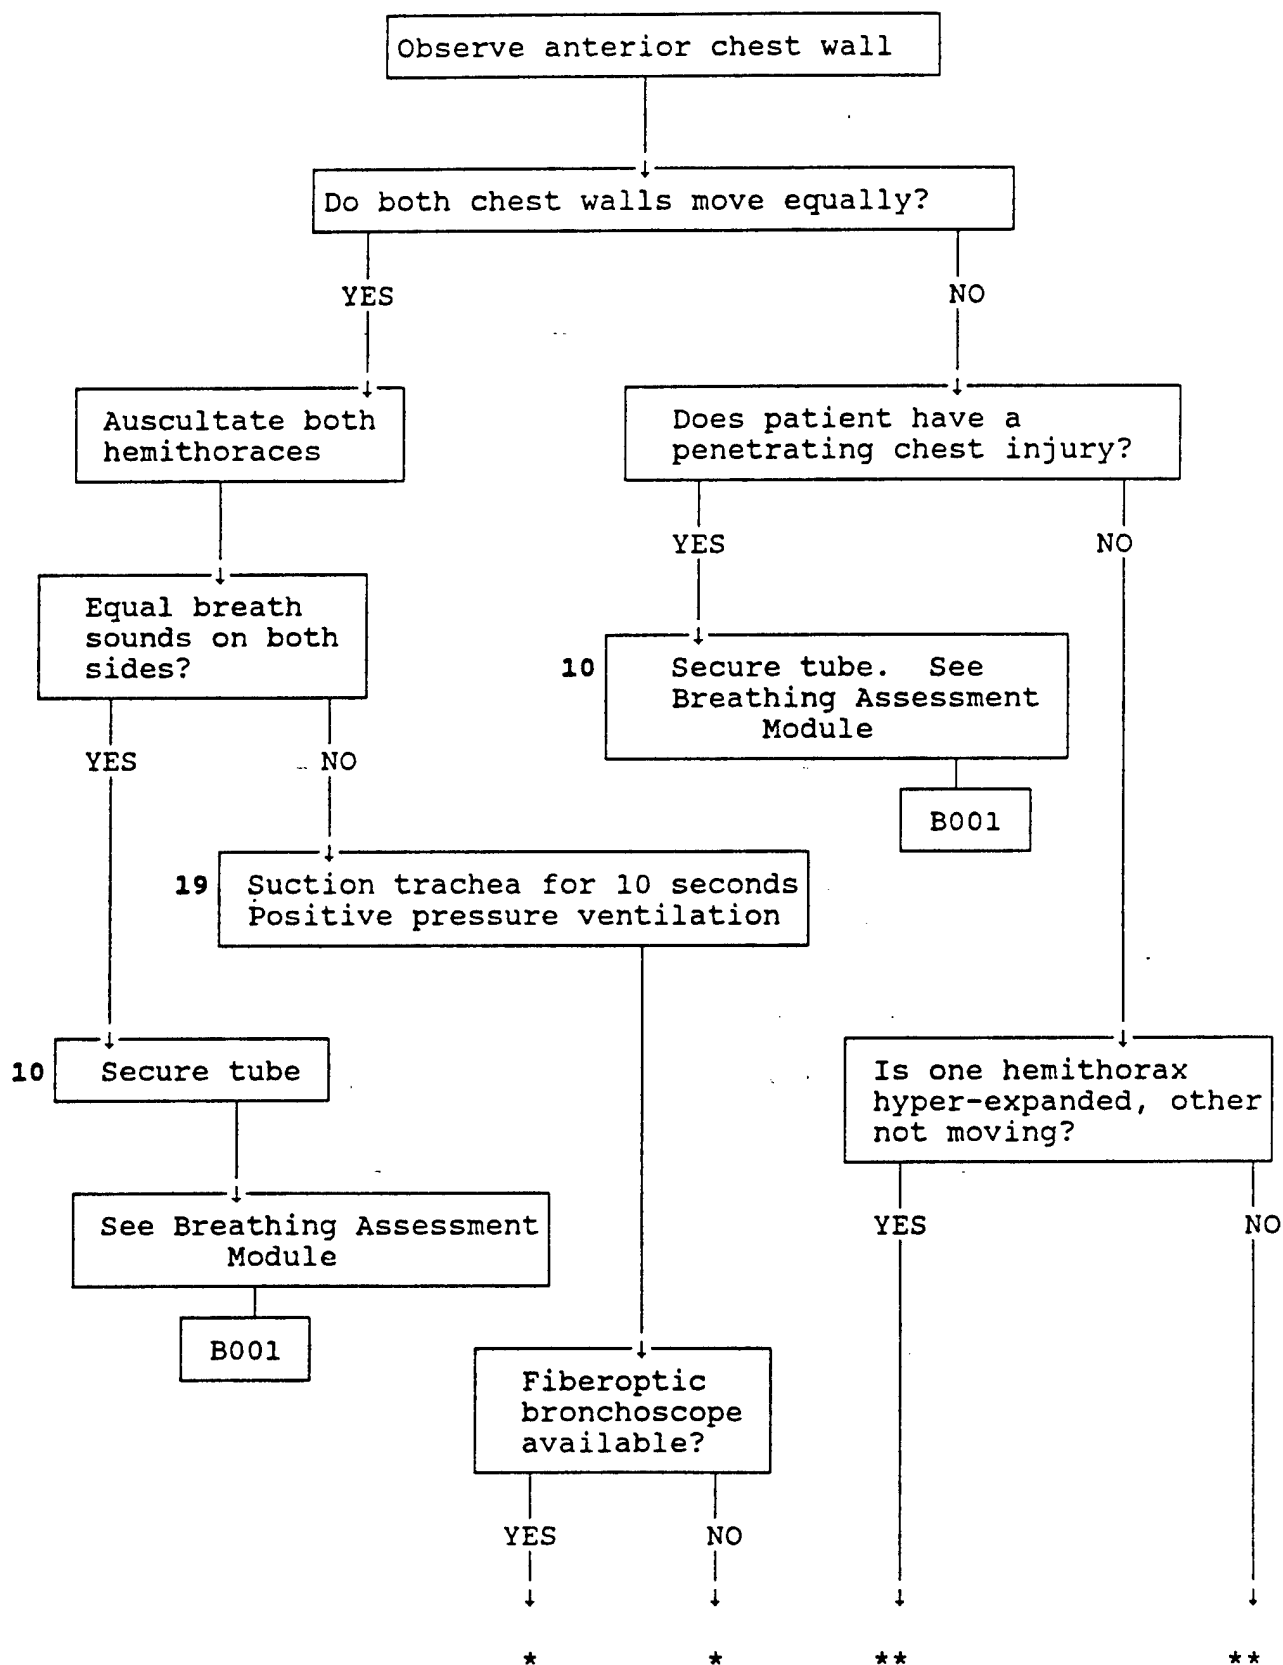 Observe anterior chest wall
Do both chest walls move equally?
YES
NO
Auscultate both
hemithoraces
Does patient have a
penetrating chest injury?
YES
NO
Equal breath
sounds on both
sides?
10
Secure tube. See
Breathing Assessment
Module
YES
NO
B001
19
Suction trachea for 10 seconds
Positive pressure ventilation
10
Secure tube
Is one hemithorax
hyper-expanded, other
not moving?
See Breathing Assessment
Module
YES
NO
B001
Fiberoptic
bronchoscope
available?
YES
NO
*
*
**
**